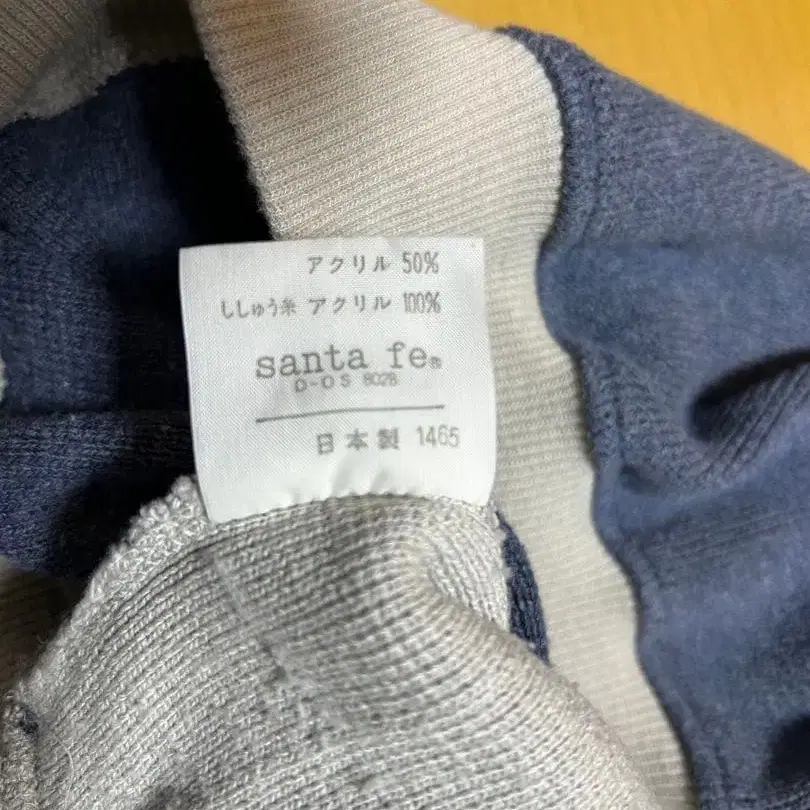 アクリル 50%
ししゅう糸 アクリル 100%
santa fe®
D-DS 8028
日本製 1465